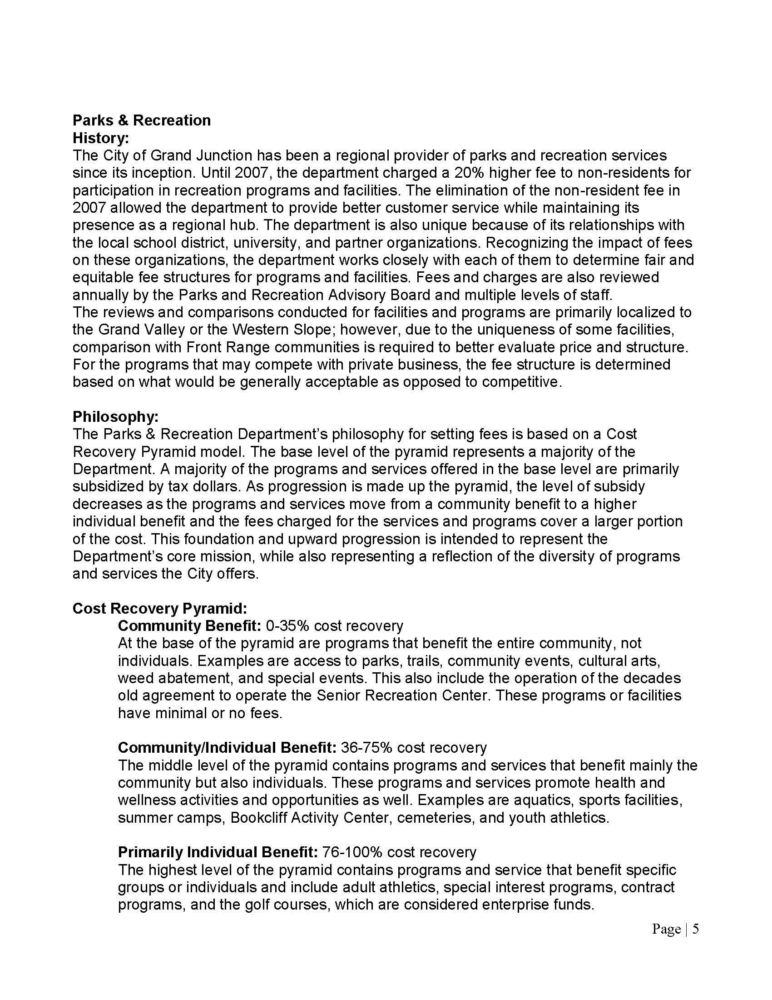 Parks & Recreation
History:
The City of Grand Junction has been a regional provider of parks and recreation services
since its inception. Until 2007, the department charged a 20% higher fee to non-residents for
participation in recreation programs and facilities. The elimination of the non-resident fee in
2007 allowed the department to provide better customer service while maintaining its
presence as a regional hub. The department is also unique because of its relationships with
the local school district, university, and partner organizations. Recognizing the impact of fees
on these organizations, the department works closely with each of them to determine fair and
equitable fee structures for programs and facilities. Fees and charges are also reviewed
annually by the Parks and Recreation Advisory Board and multiple levels of staff.
The reviews and comparisons conducted for facilities and programs are primarily localized to
the Grand Valley or the Western Slope; however, due to the uniqueness of some facilities,
comparison with Front Range communities is required to better evaluate price and structure.
For the programs that may compete with private business, the fee structure is determined
based on what would be generally acceptable as opposed to competitive.
Philosophy:
The Parks & Recreation Department’s philosophy for setting fees is based on a Cost
Recovery Pyramid model. The base level of the pyramid represents a majority of the
Department. A majority of the programs and services offered in the base level are primarily
subsidized by tax dollars. As progression is made up the pyramid, the level of subsidy
decreases as the programs and services move from a community benefit to a higher
individual benefit and the fees charged for the services and programs cover a larger portion
of the cost. This foundation and upward progression is intended to represent the
Department’s core mission, while also representing a reflection of the diversity of programs
and services the City offers.
Cost Recovery Pyramid:
Community Benefit: 0-35% cost recovery
At the base of the pyramid are programs that benefit the entire community, not
individuals. Examples are access to parks, trails, community events, cultural arts,
weed abatement, and special events. This also include the operation of the decades
old agreement to operate the Senior Recreation Center. These programs or facilities
have minimal or no fees.
Community/Individual Benefit: 36-75% cost recovery
The middle level of the pyramid contains programs and services that benefit mainly the
community but also individuals. These programs and services promote health and
wellness activities and opportunities as well. Examples are aquatics, sports facilities,
summer camps, Bookcliff Activity Center, cemeteries, and youth athletics.
Primarily Individual Benefit: 76-100% cost recovery
The highest level of the pyramid contains programs and service that benefit specific
groups or individuals and include adult athletics, special interest programs, contract
programs, and the golf courses, which are considered enterprise funds.
Page | 5